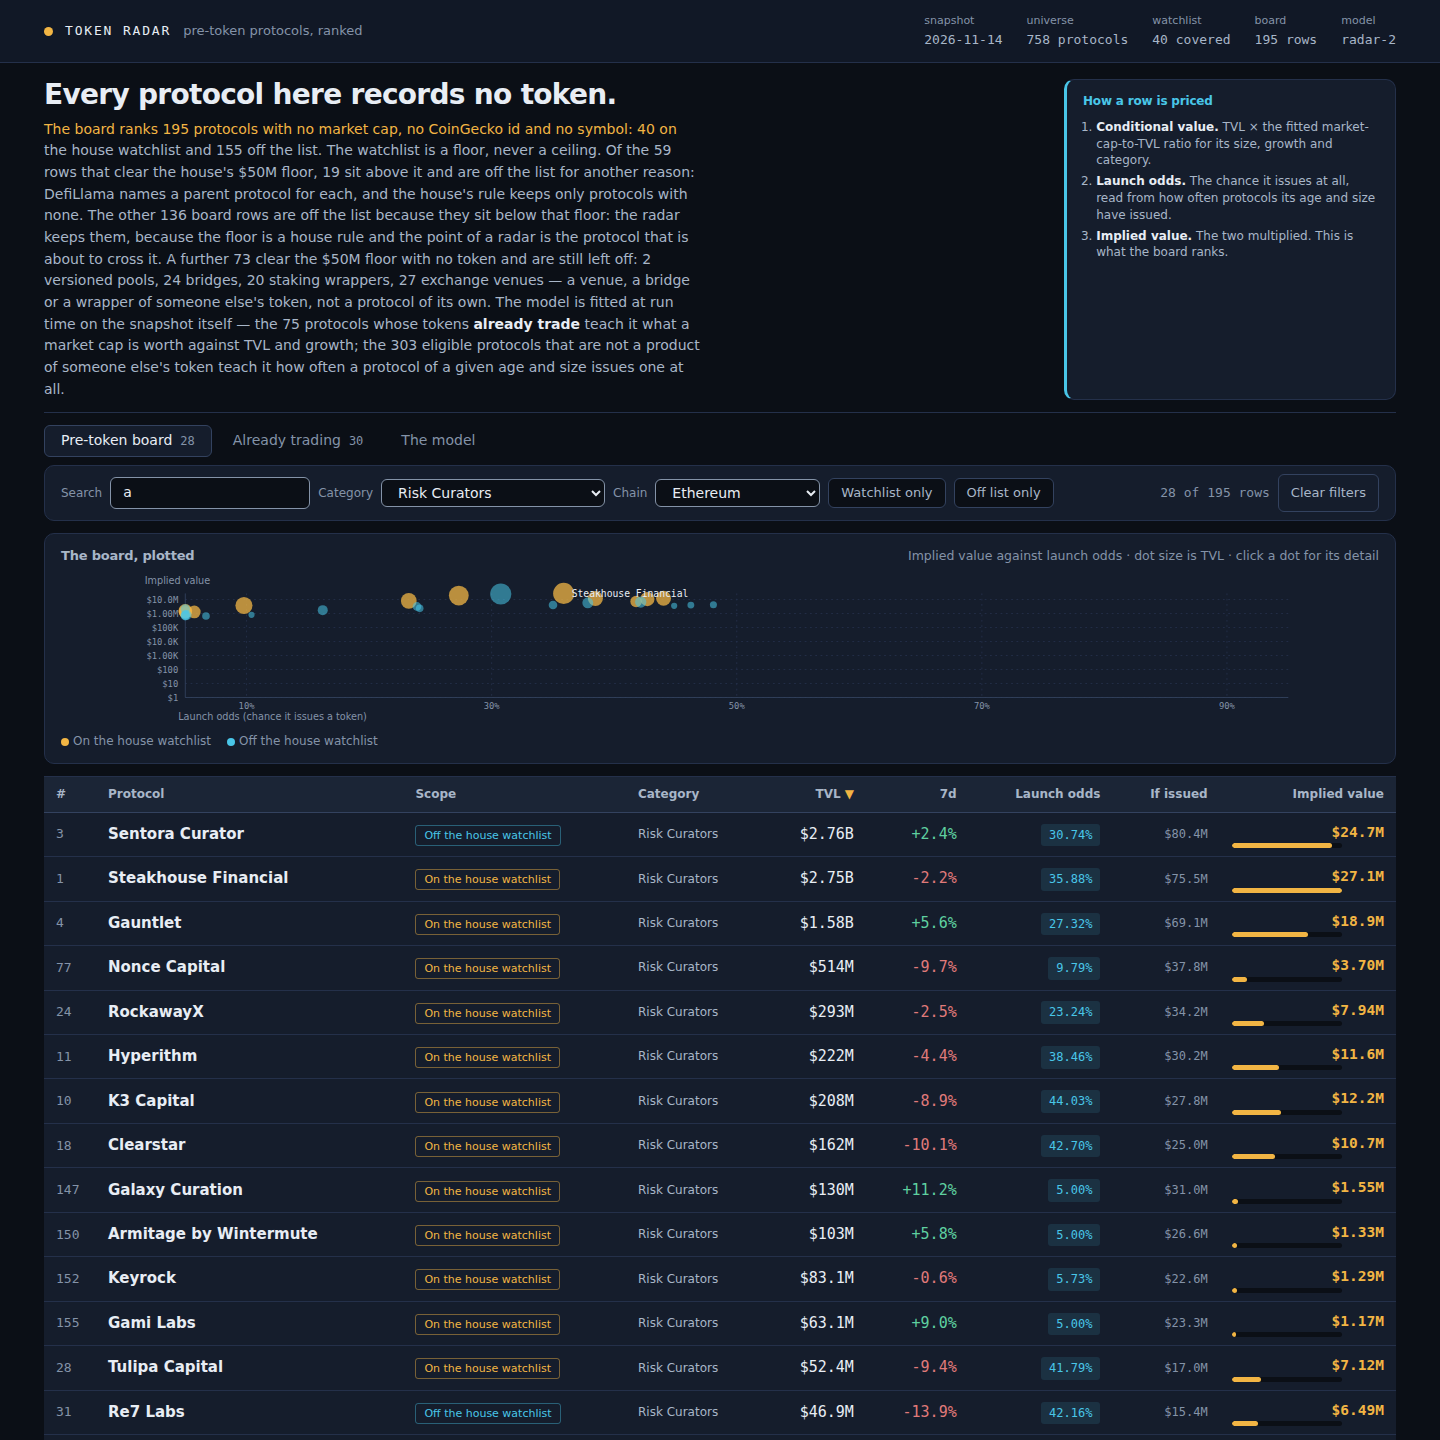 TOKEN RADAR pre-token protocols, ranked
snapshot universe watchlist board model
2026-11-14 758 protocols 40 covered 195 rows radar-2
Every protocol here records no token.
The board ranks 195 protocols with no market cap, no CoinGecko id and no symbol: 40 on
the house watchlist and 155 off the list. The watchlist is a floor, never a ceiling. Of the 59
rows that clear the house's $50M floor, 19 sit above it and are off the list for another reason:
DefiLlama names a parent protocol for each, and the house's rule keeps only protocols with
none. The other 136 board rows are off the list because they sit below that floor: the radar
keeps them, because the floor is a house rule and the point of a radar is the protocol that is
about to cross it. A further 73 clear the $50M floor with no token and are still left off: 2
versioned pools, 24 bridges, 20 staking wrappers, 27 exchange venues — a venue, a bridge
or a wrapper of someone else's token, not a protocol of its own. The model is fitted at run
time on the snapshot itself — the 75 protocols whose tokens already trade teach it what a
market cap is worth against TVL and growth; the 303 eligible protocols that are not a product
of someone else's token teach it how often a protocol of a given age and size issues one at
all.
How a row is priced
1. Conditional value. TVL × the fitted market-
cap-to-TVL ratio for its size, growth and
category.
2. Launch odds. The chance it issues at all,
read from how often protocols its age and size
have issued.
3. Implied value. The two multiplied. This is
what the board ranks.
Pre-token board 28 Already trading 30 The model
Search a Category Risk Curators Chain Ethereum Watchlist only Off list only 28 of 195 rows Clear filters
The board, plotted Implied value against launch odds · dot size is TVL · click a dot for its detail
Implied value
Steakhouse Financial
$10.0M
$1.00M
$100K
$10.0K
$1.00K
$100
$10
$1
10% 30% 50% 70% 90%
Launch odds (chance it issues a token)
On the house watchlist Off the house watchlist
# Protocol Scope Category TVL ▼ 7d Launch odds If issued Implied value
3 Sentora Curator Off the house watchlist Risk Curators $2.76B +2.4% 30.74% $80.4M $24.7M
1 Steakhouse Financial On the house watchlist Risk Curators $2.75B -2.2% 35.88% $75.5M $27.1M
4 Gauntlet On the house watchlist Risk Curators $1.58B +5.6% 27.32% $69.1M $18.9M
77 Nonce Capital On the house watchlist Risk Curators $514M -9.7% 9.79% $37.8M $3.70M
24 RockawayX On the house watchlist Risk Curators $293M -2.5% 23.24% $34.2M $7.94M
11 Hyperithm On the house watchlist Risk Curators $222M -4.4% 38.46% $30.2M $11.6M
10 K3 Capital On the house watchlist Risk Curators $208M -8.9% 44.03% $27.8M $12.2M
18 Clearstar On the house watchlist Risk Curators $162M -10.1% 42.70% $25.0M $10.7M
147 Galaxy Curation On the house watchlist Risk Curators $130M +11.2% 5.00% $31.0M $1.55M
150 Armitage by Wintermute On the house watchlist Risk Curators $103M +5.8% 5.00% $26.6M $1.33M
152 Keyrock On the house watchlist Risk Curators $83.1M -0.6% 5.73% $22.6M $1.29M
155 Gami Labs On the house watchlist Risk Curators $63.1M +9.0% 5.00% $23.3M $1.17M
28 Tulipa Capital On the house watchlist Risk Curators $52.4M -9.4% 41.79% $17.0M $7.12M
31 Re7 Labs Off the house watchlist Risk Curators $46.9M -13.9% 42.16% $15.4M $6.49M